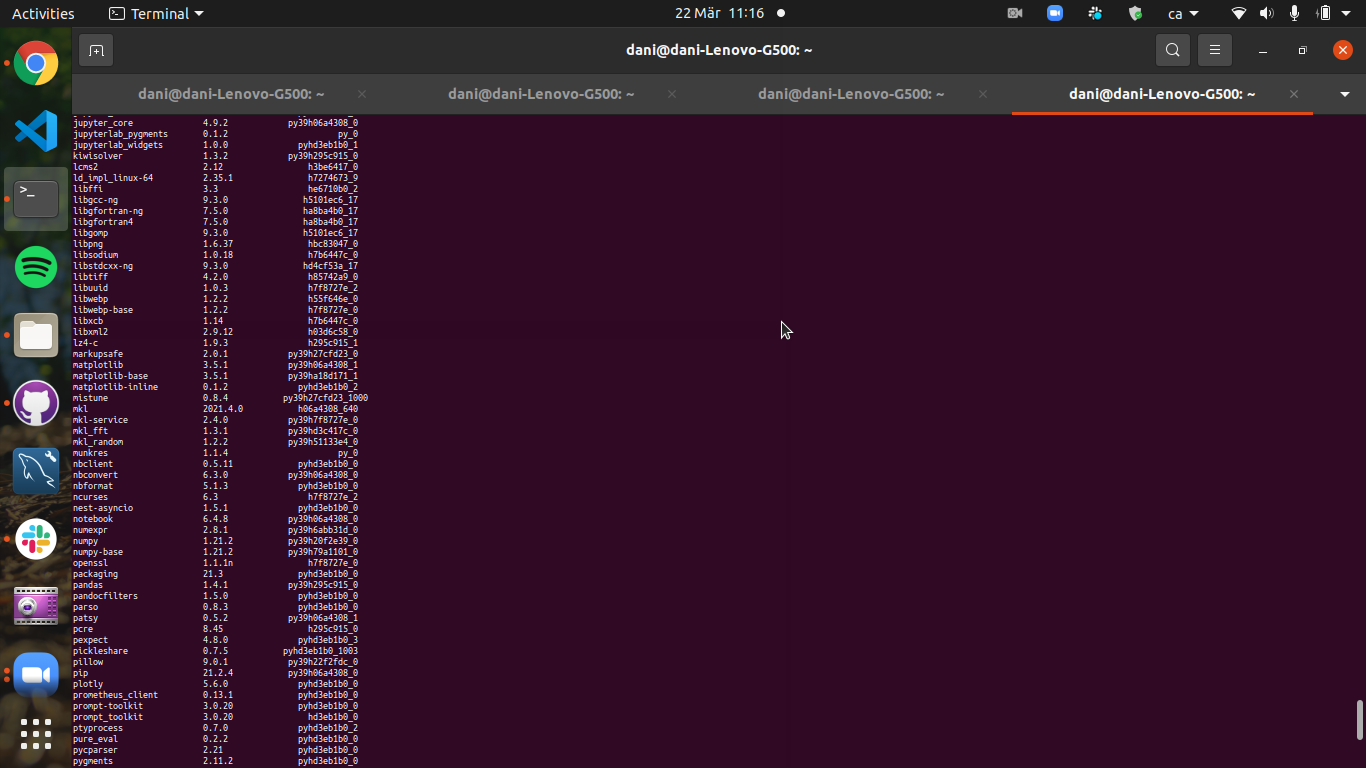 Activities Terminal 22 Mär 11:16 ca
dani@dani-Lenovo-G500: ~
dani@dani-Lenovo-G500: ~ dani@dani-Lenovo-G500: ~ dani@dani-Lenovo-G500: ~ dani@dani-Lenovo-G500: ~
jupyter_core 4.9.2 py39h06a4308_0
jupyterlab_pygments 0.1.2 py_0
jupyterlab_widgets 1.0.0 pyhd3eb1b0_1
kiwisolver 1.3.2 py39h295c915_0
lcms2 2.12 h3be6417_0
ld_impl_linux-64 2.35.1 h7274673_9
libffi 3.3 he6710b0_2
libgcc-ng 9.3.0 h5101ec6_17
libgfortran-ng 7.5.0 ha8ba4b0_17
libgfortran4 7.5.0 ha8ba4b0_17
libgomp 9.3.0 h5101ec6_17
libpng 1.6.37 hbc83047_0
libsodium 1.0.18 h7b6447c_0
libstdcxx-ng 9.3.0 hd4cf53a_17
libtiff 4.2.0 h85742a9_0
libuuid 1.0.3 h7f8727e_2
libwebp 1.2.2 h55f646e_0
libwebp-base 1.2.2 h7f8727e_0
libxcb 1.14 h7b6447c_0
libxml2 2.9.12 h03d6c58_0
lz4-c 1.9.3 h295c915_1
markupsafe 2.0.1 py39h27cfd23_0
matplotlib 3.5.1 py39h06a4308_1
matplotlib-base 3.5.1 py39ha18d171_1
matplotlib-inline 0.1.2 pyhd3eb1b0_2
mistune 0.8.4 py39h27cfd23_1000
mkl 2021.4.0 h06a4308_640
mkl-service 2.4.0 py39h7f8727e_0
mkl_fft 1.3.1 py39hd3c417c_0
mkl_random 1.2.2 py39h51133e4_0
munkres 1.1.4 py_0
nbclient 0.5.11 pyhd3eb1b0_0
nbconvert 6.3.0 py39h06a4308_0
nbformat 5.1.3 pyhd3eb1b0_0
ncurses 6.3 h7f8727e_2
nest-asyncio 1.5.1 pyhd3eb1b0_0
notebook 6.4.8 py39h06a4308_0
numexpr 2.8.1 py39h6abb31d_0
numpy 1.21.2 py39h20f2e39_0
numpy-base 1.21.2 py39h79a1101_0
openssl 1.1.1n h7f8727e_0
packaging 21.3 pyhd3eb1b0_0
pandas 1.4.1 py39h295c915_0
pandocfilters 1.5.0 pyhd3eb1b0_0
parso 0.8.3 pyhd3eb1b0_0
patsy 0.5.2 py39h06a4308_1
pcre 8.45 h295c915_0
pexpect 4.8.0 pyhd3eb1b0_3
pickleshare 0.7.5 pyhd3eb1b0_1003
pillow 9.0.1 py39h22f2fdc_0
pip 21.2.4 py39h06a4308_0
plotly 5.6.0 pyhd3eb1b0_0
prometheus_client 0.13.1 pyhd3eb1b0_0
prompt-toolkit 3.0.20 pyhd3eb1b0_0
prompt_toolkit 3.0.20 hd3eb1b0_0
ptyprocess 0.7.0 pyhd3eb1b0_2
pure_eval 0.2.2 pyhd3eb1b0_0
pycparser 2.21 pyhd3eb1b0_0
pygments 2.11.2 pyhd3eb1b0_0